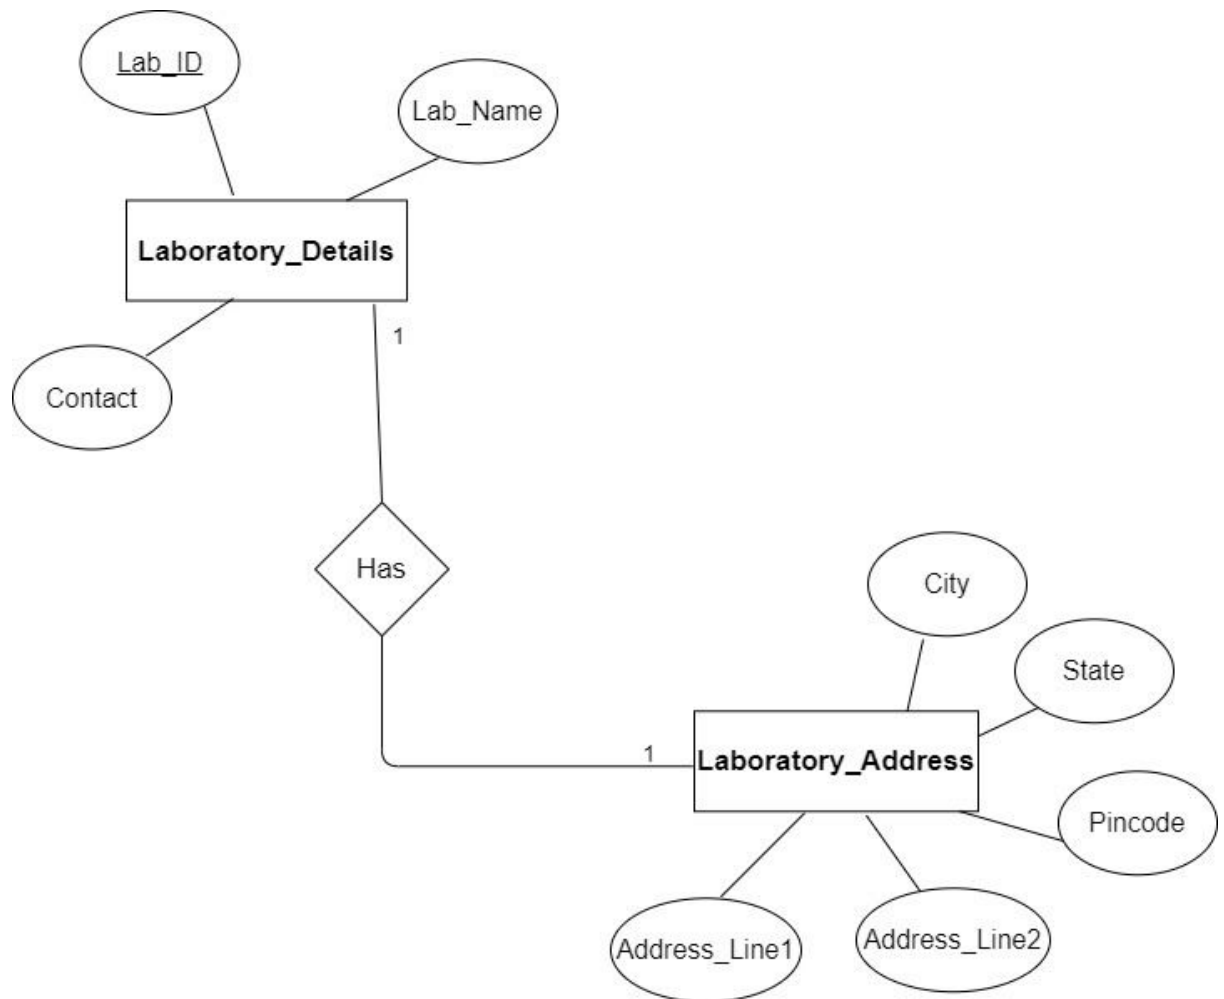 Lab_ID
Lab_Name
Laboratory_Details
1
Contact
Has
City
State
1
Laboratory_Address
Pincode
Address_Line1
Address_Line2